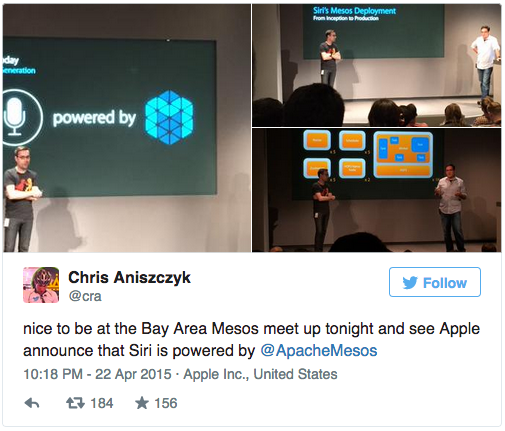 day
Generation
powered by
Siri's Mesos Deployment
From Inception to Production
Chris Aniszczyk
@cra
Follow
nice to be at the Bay Area Mesos meet up tonight and see Apple
announce that Siri is powered by @ApacheMesos
10:18 PM - 22 Apr 2015 · Apple Inc., United States
184
156